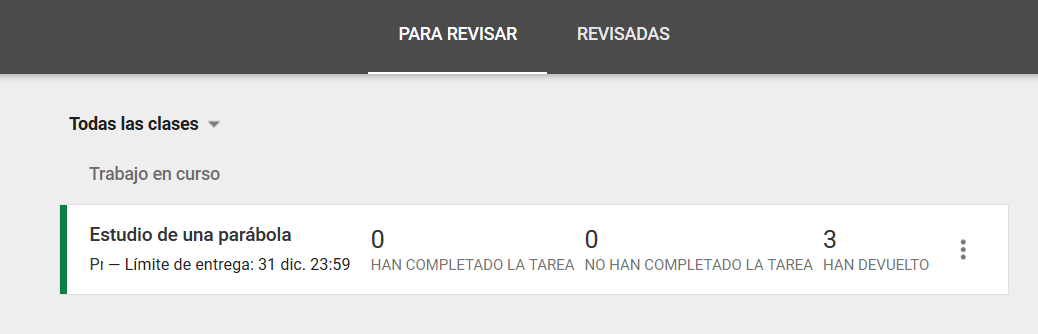 PARA REVISAR REVISADAS
Todas las clases
Trabajo en curso
Estudio de una parábola
— Límite de entrega: 31 dic. 23:59
0 0 3
HAN COMPLETADO LA TAREA NO HAN COMPLETADO LA TAREA HAN DEVUELTO